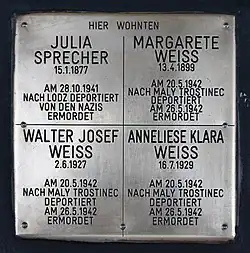 HIER WOHNTEN
JULIA
SPRECHER
15.1.1877
AM 28.10.1941
NACH LODZ DEPORTIERT
VON DEN NAZIS
ERMORDET
MARGARETE
WEISS
13.4.1899
AM 20.5.1942
NACH MALY TROSTINEC
DEPORTIERT
AM 26.5.1942
ERMORDET
WALTER JOSEF
WEISS
2.6.1927
AM 20.5.1942
NACH MALY TROSTINEC
DEPORTIERT
AM 26.5.1942
ERMORDET
ANNELIESE KLARA
WEISS
16.7.1929
AM 20.5.1942
NACH MALY TROSTINEC
DEPORTIERT
AM 26.5.1942
ERMORDET